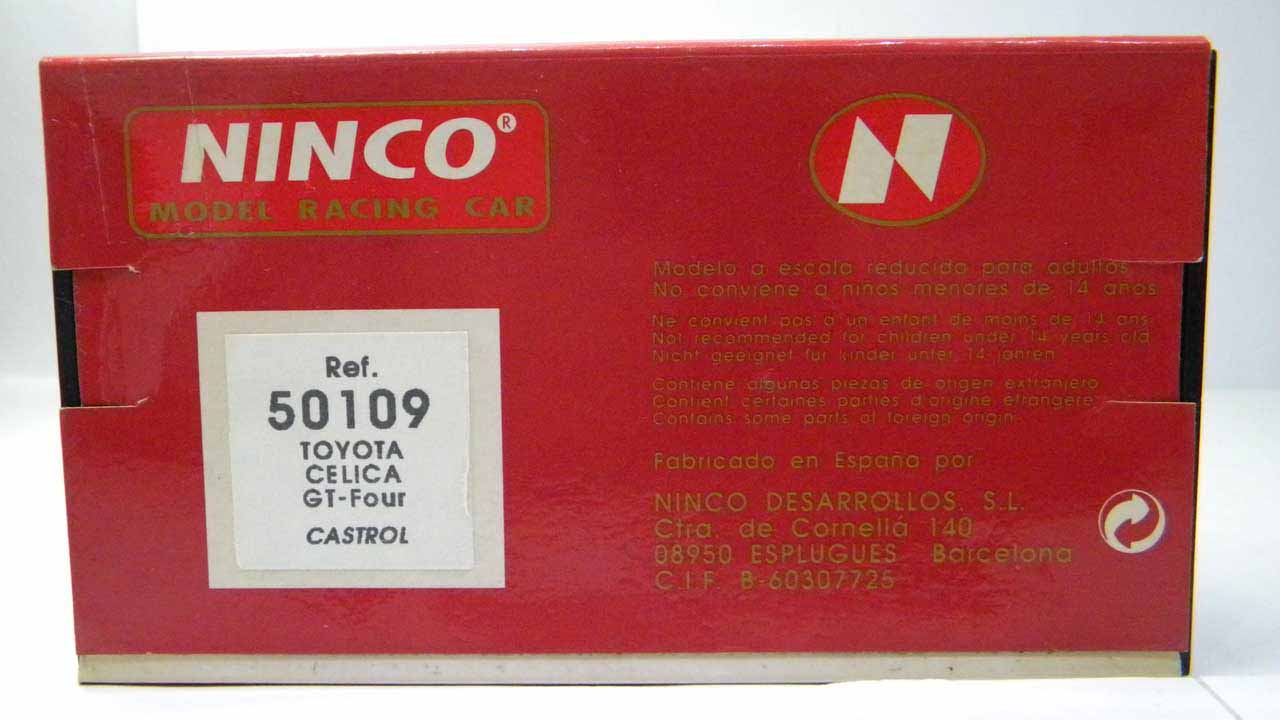 NINCO®
MODEL RACING CAR
N
Ref.
50109
TOYOTA
CELICA
GT-Four
CASTROL
Modelo a escala reducida para adultos
No conviene a niños menores de 14 años
Ne convient pas à un enfant de moins de 14 ans
Not recommended for children under 14 years old
Nicht geeignet für kinder unter 14 jahren
Contiene algunas piezas de origen extranjero
Contient certaines parties d'origine etrangere
Contains some parts of foreign origin
Fabricado en España por
NINCO DESARROLLOS. S.L.
Ctra. de Cornellá 140
08950 ESPLUGUES Barcelona
C.I.F. B-60307725